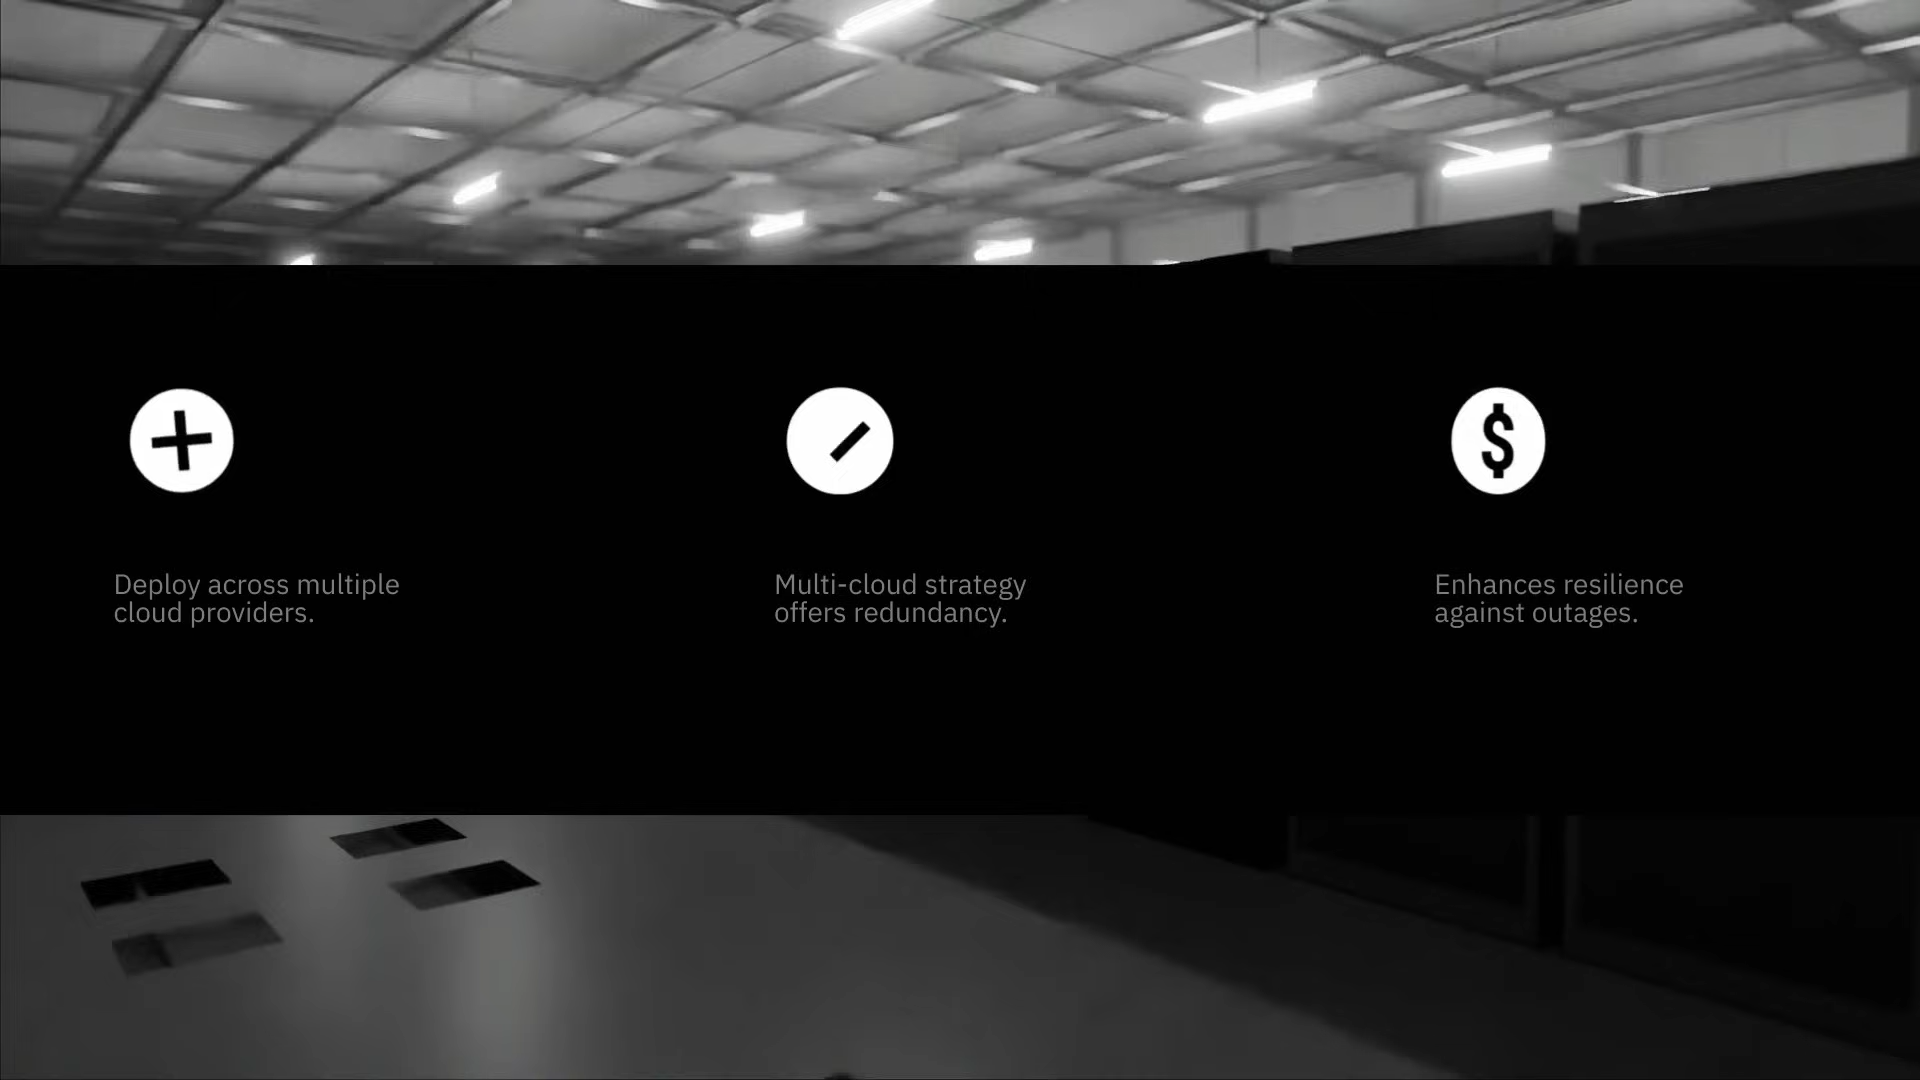 $
Deploy across multiple
cloud providers.
Multi-cloud strategy
offers redundancy.
Enhances resilience
against outages.